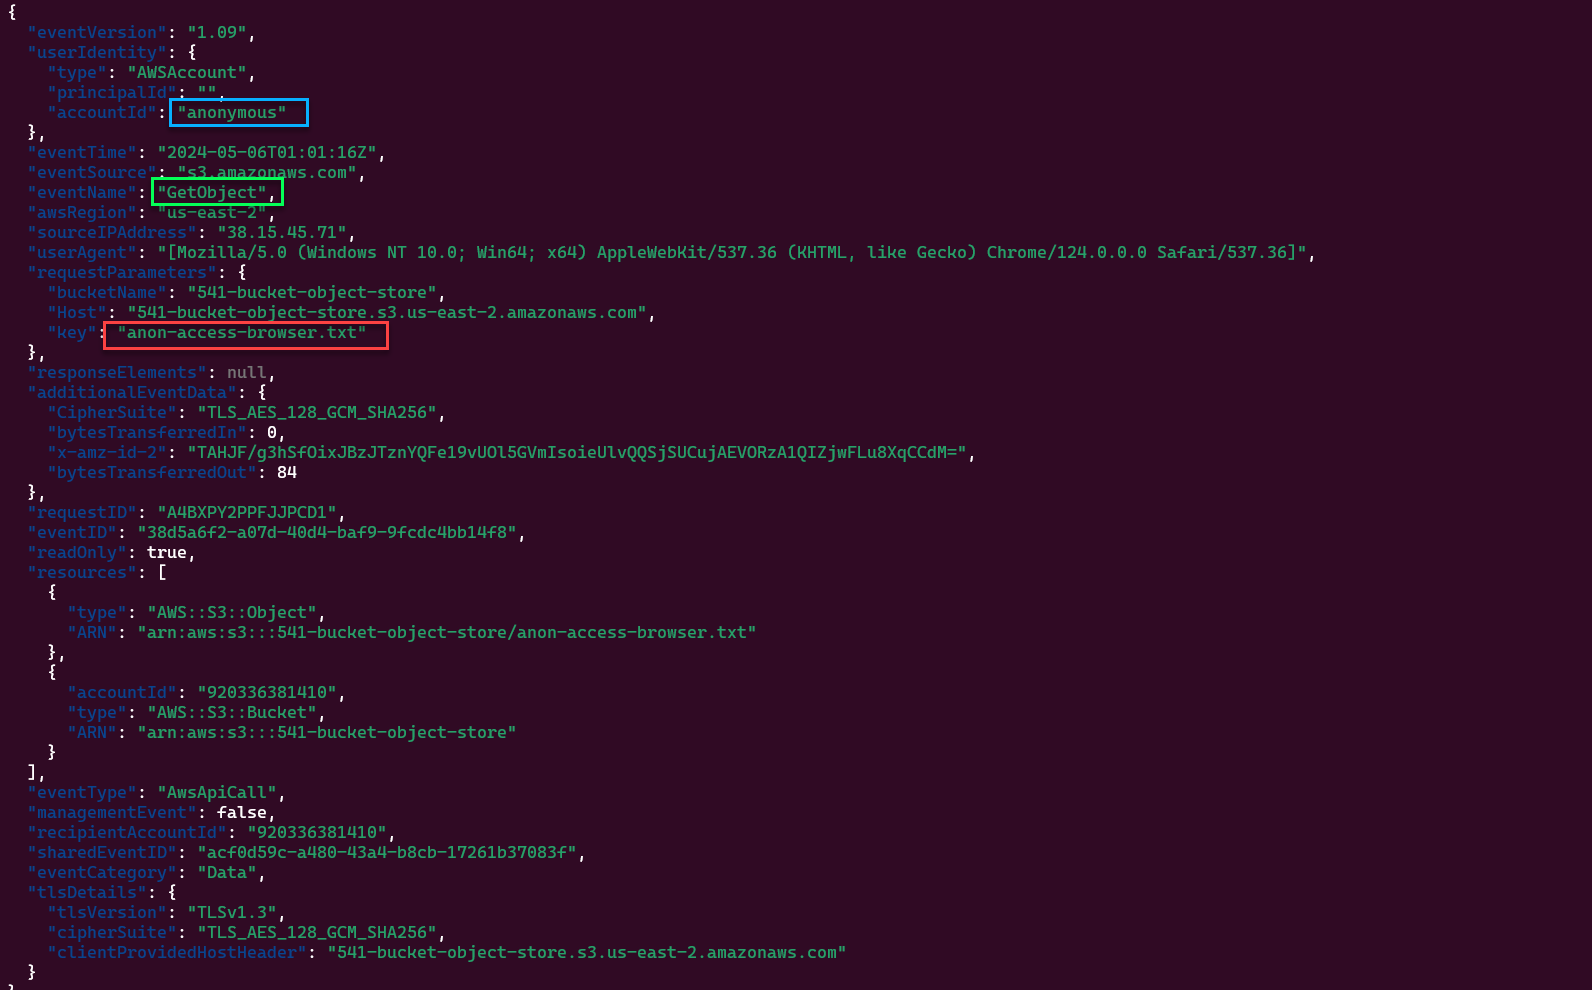 {
  "eventVersion": "1.09",
  "userIdentity": {
    "type": "AWSAccount",
    "principalId": "",
    "accountId": "anonymous"
  },
  "eventTime": "2024-05-06T01:01:16Z",
  "eventSource": "s3.amazonaws.com",
  "eventName": "GetObject",
  "awsRegion": "us-east-2",
  "sourceIPAddress": "38.15.45.71",
  "userAgent": "[Mozilla/5.0 (Windows NT 10.0; Win64; x64) AppleWebKit/537.36 (KHTML, like Gecko) Chrome/124.0.0.0 Safari/537.36]",
  "requestParameters": {
    "bucketName": "541-bucket-object-store",
    "Host": "541-bucket-object-store.s3.us-east-2.amazonaws.com",
    "key": "anon-access-browser.txt"
  },
  "responseElements": null,
  "additionalEventData": {
    "CipherSuite": "TLS_AES_128_GCM_SHA256",
    "bytesTransferredIn": 0,
    "x-amz-id-2": "TAHJF/g3hSfOixJBzJTznYQFe19vUOl5GVmIsoieUlvQQSjSUCujAEVORzA1QIZjwFLu8XqCCdM=",
    "bytesTransferredOut": 84
  },
  "requestID": "A4BXPY2PPFJJPCD1",
  "eventID": "38d5a6f2-a07d-40d4-baf9-9fcdc4bb14f8",
  "readOnly": true,
  "resources": [
    {
      "type": "AWS::S3::Object",
      "ARN": "arn:aws:s3:::541-bucket-object-store/anon-access-browser.txt"
    },
    {
      "accountId": "920336381410",
      "type": "AWS::S3::Bucket",
      "ARN": "arn:aws:s3:::541-bucket-object-store"
    }
  ],
  "eventType": "AwsApiCall",
  "managementEvent": false,
  "recipientAccountId": "920336381410",
  "sharedEventID": "acf0d59c-a480-43a4-b8cb-17261b37083f",
  "eventCategory": "Data",
  "tlsDetails": {
    "tlsVersion": "TLSv1.3",
    "cipherSuite": "TLS_AES_128_GCM_SHA256",
    "clientProvidedHostHeader": "541-bucket-object-store.s3.us-east-2.amazonaws.com"
  }
}